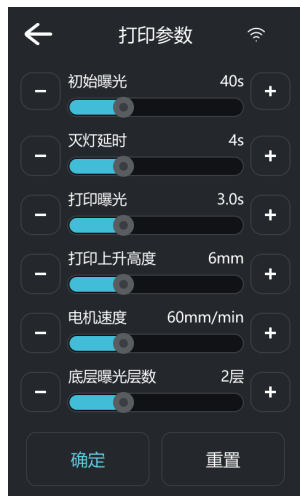 打印参数
初始曝光 40s
灭灯延时 4s
打印曝光 3.0s
打印上升高度 6mm
电机速度 60mm/min
底层曝光层数 2层
确定 重置